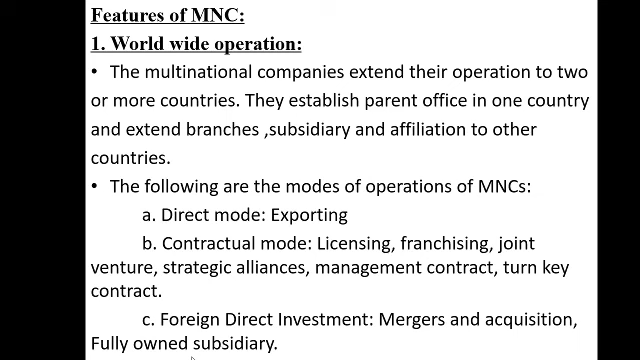 Features of MNC:
1. World wide operation:
• The multinational companies extend their operation to two
or more countries. They establish parent office in one country
and extend branches ,subsidiary and affiliation to other
countries.
• The following are the modes of operations of MNCs:
a. Direct mode: Exporting
b. Contractual mode: Licensing, franchising, joint
venture, strategic alliances, management contract, turn key
contract.
c. Foreign Direct Investment: Mergers and acquisition,
Fully owned subsidiary.